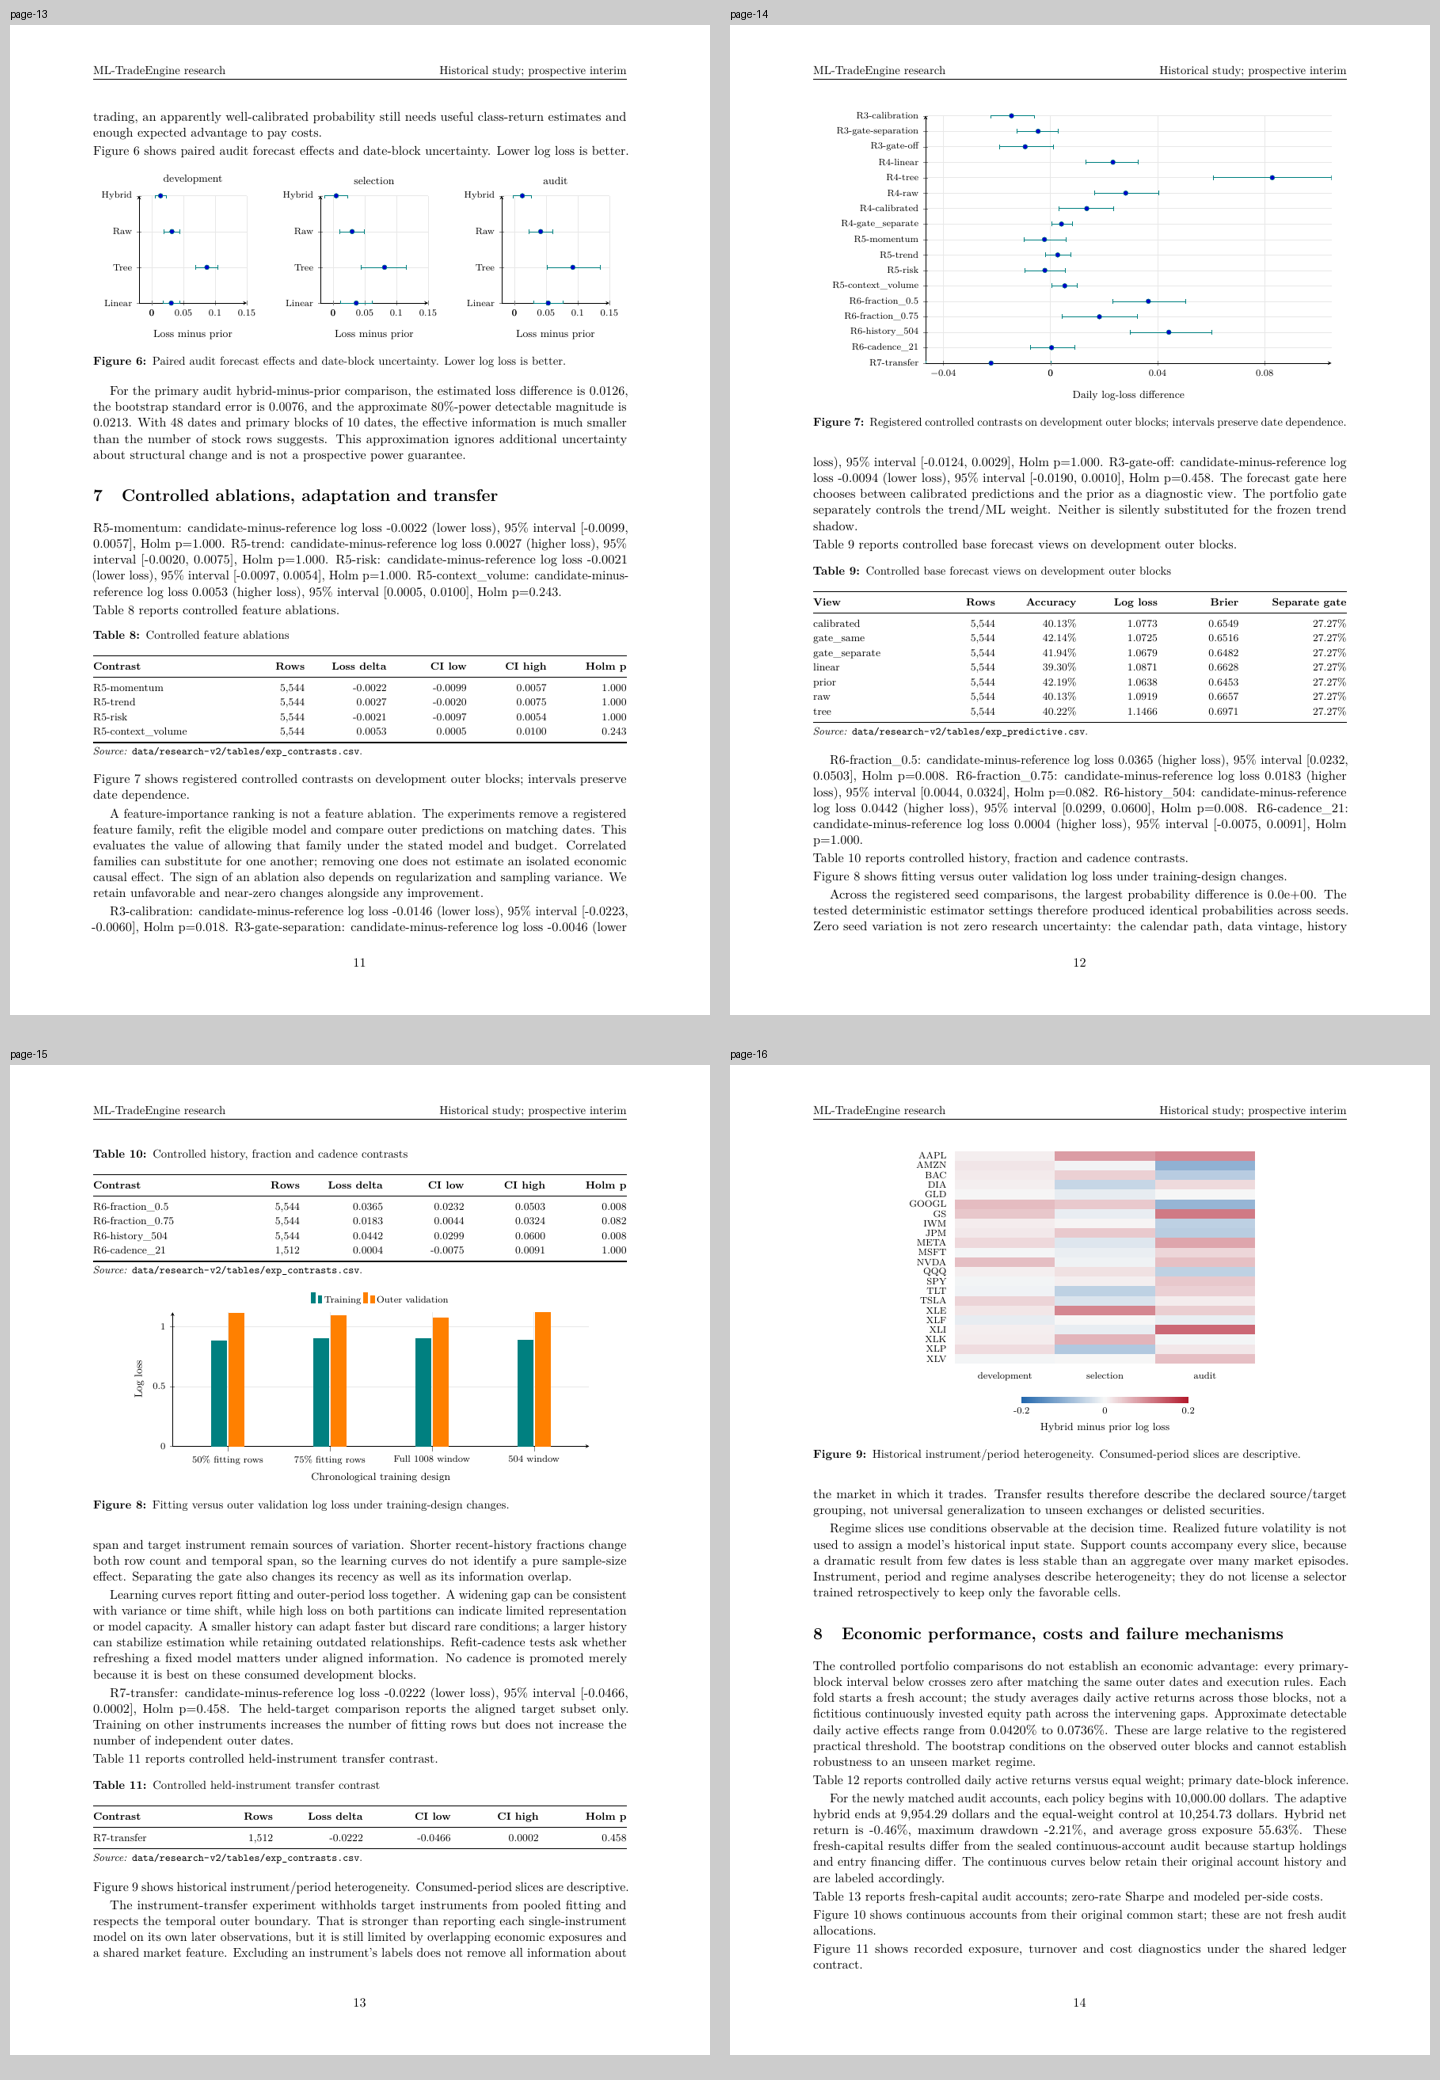 page-13
ML-TradeEngine research Historical study; prospective interim
trading, an apparently well-calibrated probability still needs useful class-return estimates and
enough expected advantage to pay costs.
Figure 6 shows paired audit forecast effects and date-block uncertainty. Lower log loss is better.
development selection audit
Hybrid Hybrid Hybrid
Raw Raw Raw
Tree Tree Tree
Linear Linear Linear
0 0.05 0.1 0.15 0 0.05 0.1 0.15 0 0.05 0.1 0.15
Loss minus prior Loss minus prior Loss minus prior
Figure 6: Paired audit forecast effects and date-block uncertainty. Lower log loss is better.
For the primary audit hybrid-minus-prior comparison, the estimated loss difference is 0.0126,
the bootstrap standard error is 0.0076, and the approximate 80%-power detectable magnitude is
0.0213. With 48 dates and primary blocks of 10 dates, the effective information is much smaller
than the number of stock rows suggests. This approximation ignores additional uncertainty
about structural change and is not a prospective power guarantee.
7 Controlled ablations, adaptation and transfer
R5-momentum: candidate-minus-reference log loss -0.0022 (lower loss), 95% interval [-0.0099,
0.0057], Holm p=1.000. R5-trend: candidate-minus-reference log loss 0.0027 (higher loss), 95%
interval [-0.0020, 0.0075], Holm p=1.000. R5-risk: candidate-minus-reference log loss -0.0021
(lower loss), 95% interval [-0.0097, 0.0054], Holm p=1.000. R5-context_volume: candidate-minus-
reference log loss 0.0053 (higher loss), 95% interval [0.0005, 0.0100], Holm p=0.243.
Table 8 reports controlled feature ablations.
Table 8: Controlled feature ablations
Contrast Rows Loss delta CI low CI high Holm p
R5-momentum 5,544 -0.0022 -0.0099 0.0057 1.000
R5-trend 5,544 0.0027 -0.0020 0.0075 1.000
R5-risk 5,544 -0.0021 -0.0097 0.0054 1.000
R5-context_volume 5,544 0.0053 0.0005 0.0100 0.243
Source: data/research-v2/tables/exp_contrasts.csv.
Figure 7 shows registered controlled contrasts on development outer blocks; intervals preserve
date dependence.
A feature-importance ranking is not a feature ablation. The experiments remove a registered
feature family, refit the eligible model and compare outer predictions on matching dates. This
evaluates the value of allowing that family under the stated model and budget. Correlated
families can substitute for one another; removing one does not estimate an isolated economic
causal effect. The sign of an ablation also depends on regularization and sampling variance. We
retain unfavorable and near-zero changes alongside any improvement.
R3-calibration: candidate-minus-reference log loss -0.0146 (lower loss), 95% interval [-0.0223,
-0.0060], Holm p=0.018. R3-gate-separation: candidate-minus-reference log loss -0.0046 (lower
11
page-14
ML-TradeEngine research Historical study; prospective interim
R3-calibration
R3-gate-separation
R3-gate-off
R4-linear
R4-tree
R4-raw
R4-calibrated
R4-gate_separate
R5-momentum
R5-trend
R5-risk
R5-context_volume
R6-fraction_0.5
R6-fraction_0.75
R6-history_504
R6-cadence_21
R7-transfer
−0.04 0 0.04 0.08
Daily log-loss difference
Figure 7: Registered controlled contrasts on development outer blocks; intervals preserve date dependence.
loss), 95% interval [-0.0124, 0.0029], Holm p=1.000. R3-gate-off: candidate-minus-reference log
loss -0.0094 (lower loss), 95% interval [-0.0190, 0.0010], Holm p=0.458. The forecast gate here
chooses between calibrated predictions and the prior as a diagnostic view. The portfolio gate
separately controls the trend/ML weight. Neither is silently substituted for the frozen trend
shadow.
Table 9 reports controlled base forecast views on development outer blocks.
Table 9: Controlled base forecast views on development outer blocks
View Rows Accuracy Log loss Brier Separate gate
calibrated 5,544 40.13% 1.0773 0.6549 27.27%
gate_same 5,544 42.14% 1.0725 0.6516 27.27%
gate_separate 5,544 41.94% 1.0679 0.6482 27.27%
linear 5,544 39.30% 1.0871 0.6628 27.27%
prior 5,544 42.19% 1.0638 0.6453 27.27%
raw 5,544 40.13% 1.0919 0.6657 27.27%
tree 5,544 40.22% 1.1466 0.6971 27.27%
Source: data/research-v2/tables/exp_predictive.csv.
R6-fraction_0.5: candidate-minus-reference log loss 0.0365 (higher loss), 95% interval [0.0232,
0.0503], Holm p=0.008. R6-fraction_0.75: candidate-minus-reference log loss 0.0183 (higher
loss), 95% interval [0.0044, 0.0324], Holm p=0.082. R6-history_504: candidate-minus-reference
log loss 0.0442 (higher loss), 95% interval [0.0299, 0.0600], Holm p=0.008. R6-cadence_21:
candidate-minus-reference log loss 0.0004 (higher loss), 95% interval [-0.0075, 0.0091], Holm
p=1.000.
Table 10 reports controlled history, fraction and cadence contrasts.
Figure 8 shows fitting versus outer validation log loss under training-design changes.
Across the registered seed comparisons, the largest probability difference is 0.0e+00. The
tested deterministic estimator settings therefore produced identical probabilities across seeds.
Zero seed variation is not zero research uncertainty: the calendar path, data vintage, history
12
page-15
ML-TradeEngine research Historical study; prospective interim
Table 10: Controlled history, fraction and cadence contrasts
Contrast Rows Loss delta CI low CI high Holm p
R6-fraction_0.5 5,544 0.0365 0.0232 0.0503 0.008
R6-fraction_0.75 5,544 0.0183 0.0044 0.0324 0.082
R6-history_504 5,544 0.0442 0.0299 0.0600 0.008
R6-cadence_21 1,512 0.0004 -0.0075 0.0091 1.000
Source: data/research-v2/tables/exp_contrasts.csv.
Training Outer validation
1
0.5
0
Log loss
50% fitting rows 75% fitting rows Full 1008 window 504 window
Chronological training design
Figure 8: Fitting versus outer validation log loss under training-design changes.
span and target instrument remain sources of variation. Shorter recent-history fractions change
both row count and temporal span, so the learning curves do not identify a pure sample-size
effect. Separating the gate also changes its recency as well as its information overlap.
Learning curves report fitting and outer-period loss together. A widening gap can be consistent
with variance or time shift, while high loss on both partitions can indicate limited representation
or model capacity. A smaller history can adapt faster but discard rare conditions; a larger history
can stabilize estimation while retaining outdated relationships. Refit-cadence tests ask whether
refreshing a fixed model matters under aligned information. No cadence is promoted merely
because it is best on these consumed development blocks.
R7-transfer: candidate-minus-reference log loss -0.0222 (lower loss), 95% interval [-0.0466,
0.0002], Holm p=0.458. The held-target comparison reports the aligned target subset only.
Training on other instruments increases the number of fitting rows but does not increase the
number of independent outer dates.
Table 11 reports controlled held-instrument transfer contrast.
Table 11: Controlled held-instrument transfer contrast
Contrast Rows Loss delta CI low CI high Holm p
R7-transfer 1,512 -0.0222 -0.0466 0.0002 0.458
Source: data/research-v2/tables/exp_contrasts.csv.
Figure 9 shows historical instrument/period heterogeneity. Consumed-period slices are descriptive.
The instrument-transfer experiment withholds target instruments from pooled fitting and
respects the temporal outer boundary. That is stronger than reporting each single-instrument
model on its own later observations, but it is still limited by overlapping economic exposures and
a shared market feature. Excluding an instrument's labels does not remove all information about
13
page-16
ML-TradeEngine research Historical study; prospective interim
AAPL
AMZN
BAC
DIA
GLD
GOOGL
GS
IWM
JPM
META
MSFT
NVDA
QQQ
SPY
TLT
TSLA
XLE
XLF
XLI
XLK
XLP
XLV
development selection audit
-0.2 0 0.2
Hybrid minus prior log loss
Figure 9: Historical instrument/period heterogeneity. Consumed-period slices are descriptive.
the market in which it trades. Transfer results therefore describe the declared source/target
grouping, not universal generalization to unseen exchanges or delisted securities.
Regime slices use conditions observable at the decision time. Realized future volatility is not
used to assign a model's historical input state. Support counts accompany every slice, because
a dramatic result from few dates is less stable than an aggregate over many market episodes.
Instrument, period and regime analyses describe heterogeneity; they do not license a selector
trained retrospectively to keep only the favorable cells.
8 Economic performance, costs and failure mechanisms
The controlled portfolio comparisons do not establish an economic advantage: every primary-
block interval below crosses zero after matching the same outer dates and execution rules. Each
fold starts a fresh account; the study averages daily active returns across those blocks, not a
fictitious continuously invested equity path across the intervening gaps. Approximate detectable
daily active effects range from 0.0420% to 0.0736%. These are large relative to the registered
practical threshold. The bootstrap conditions on the observed outer blocks and cannot establish
robustness to an unseen market regime.
Table 12 reports controlled daily active returns versus equal weight; primary date-block inference.
For the newly matched audit accounts, each policy begins with 10,000.00 dollars. The adaptive
hybrid ends at 9,954.29 dollars and the equal-weight control at 10,254.73 dollars. Hybrid net
return is -0.46%, maximum drawdown -2.21%, and average gross exposure 55.63%. These
fresh-capital results differ from the sealed continuous-account audit because startup holdings
and entry financing differ. The continuous curves below retain their original account history and
are labeled accordingly.
Table 13 reports fresh-capital audit accounts; zero-rate Sharpe and modeled per-side costs.
Figure 10 shows continuous accounts from their original common start; these are not fresh audit
allocations.
Figure 11 shows recorded exposure, turnover and cost diagnostics under the shared ledger
contract.
14